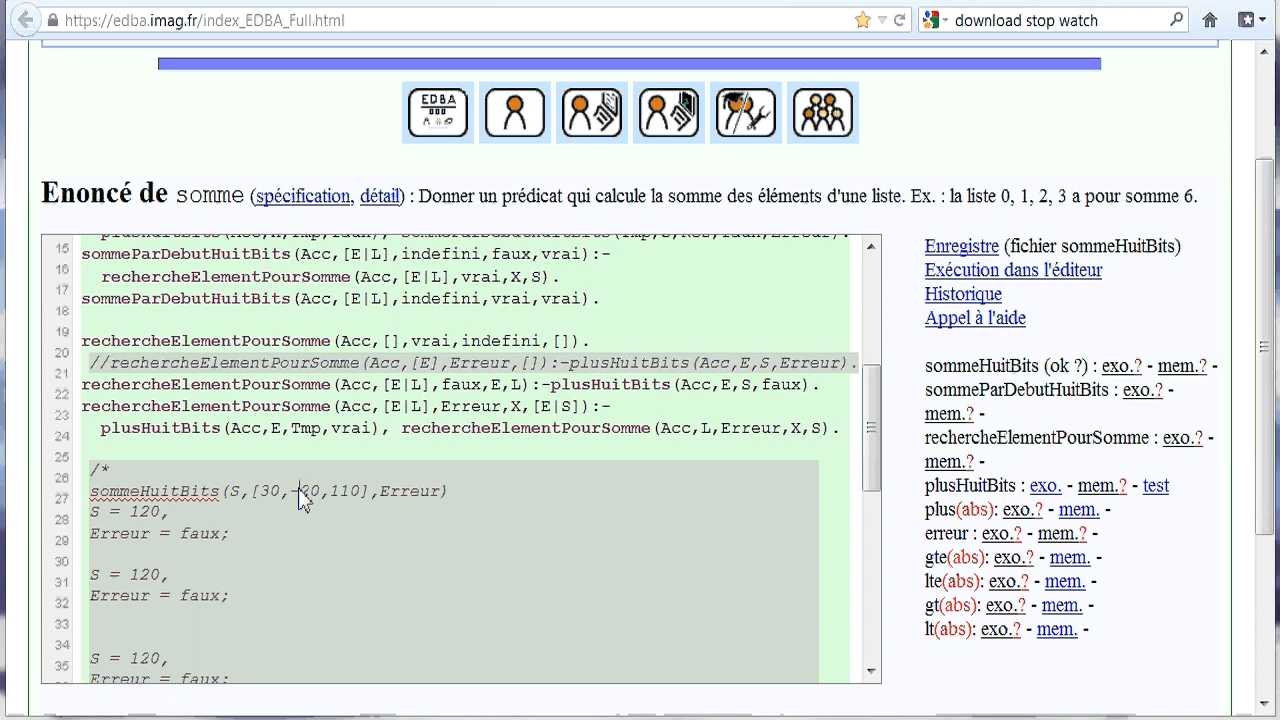 https://edba.imag.fr/index_EDBA_Full.html
download stop watch
EDBA
Enoncé de somme (spécification, détail) : Donner un prédicat qui calcule la somme des éléments d'une liste. Ex. : la liste 0, 1, 2, 3 a pour somme 6.
15
sommeParDebutHuitBits(Acc,[E|L],indefini,faux,vrai):-
16
rechercheElementPourSomme(Acc,[E|L],vrai,X,S).
17
sommeParDebutHuitBits(Acc,[E|L],indefini,vrai,vrai).
18
19
rechercheElementPourSomme(Acc,[],vrai,indefini,[]).
20
//rechercheElementPourSomme(Acc,[E],Erreur,[]):-plusHuitBits(Acc,E,S,Erreur).
21
rechercheElementPourSomme(Acc,[E|L],faux,E,L):-plusHuitBits(Acc,E,S,faux).
22
rechercheElementPourSomme(Acc,[E|L],Erreur,X,[E|S]):-
23
plusHuitBits(Acc,E,Tmp,vrai), rechercheElementPourSomme(Acc,L,Erreur,X,S).
24
25
/*
26
sommeHuitBits(S,[30,-20,110],Erreur)
27
S = 120,
28
Erreur = faux;
29
30
S = 120,
31
Erreur = faux;
32
33
34
S = 120,
35
Erreur = faux;
Enregistre (fichier sommeHuitBits)
Exécution dans l'éditeur
Historique
Appel à l'aide
sommeHuitBits (ok ?) : exo.? - mem.? -
sommeParDebutHuitBits : exo.? -
mem.? -
rechercheElementPourSomme : exo.? -
mem.? -
plusHuitBits : exo. - mem.? - test
plus(abs): exo.? - mem. -
erreur : exo.? - mem.? -
gte(abs): exo.? - mem. -
lte(abs): exo.? - mem. -
gt(abs): exo.? - mem. -
lt(abs): exo.? - mem. -